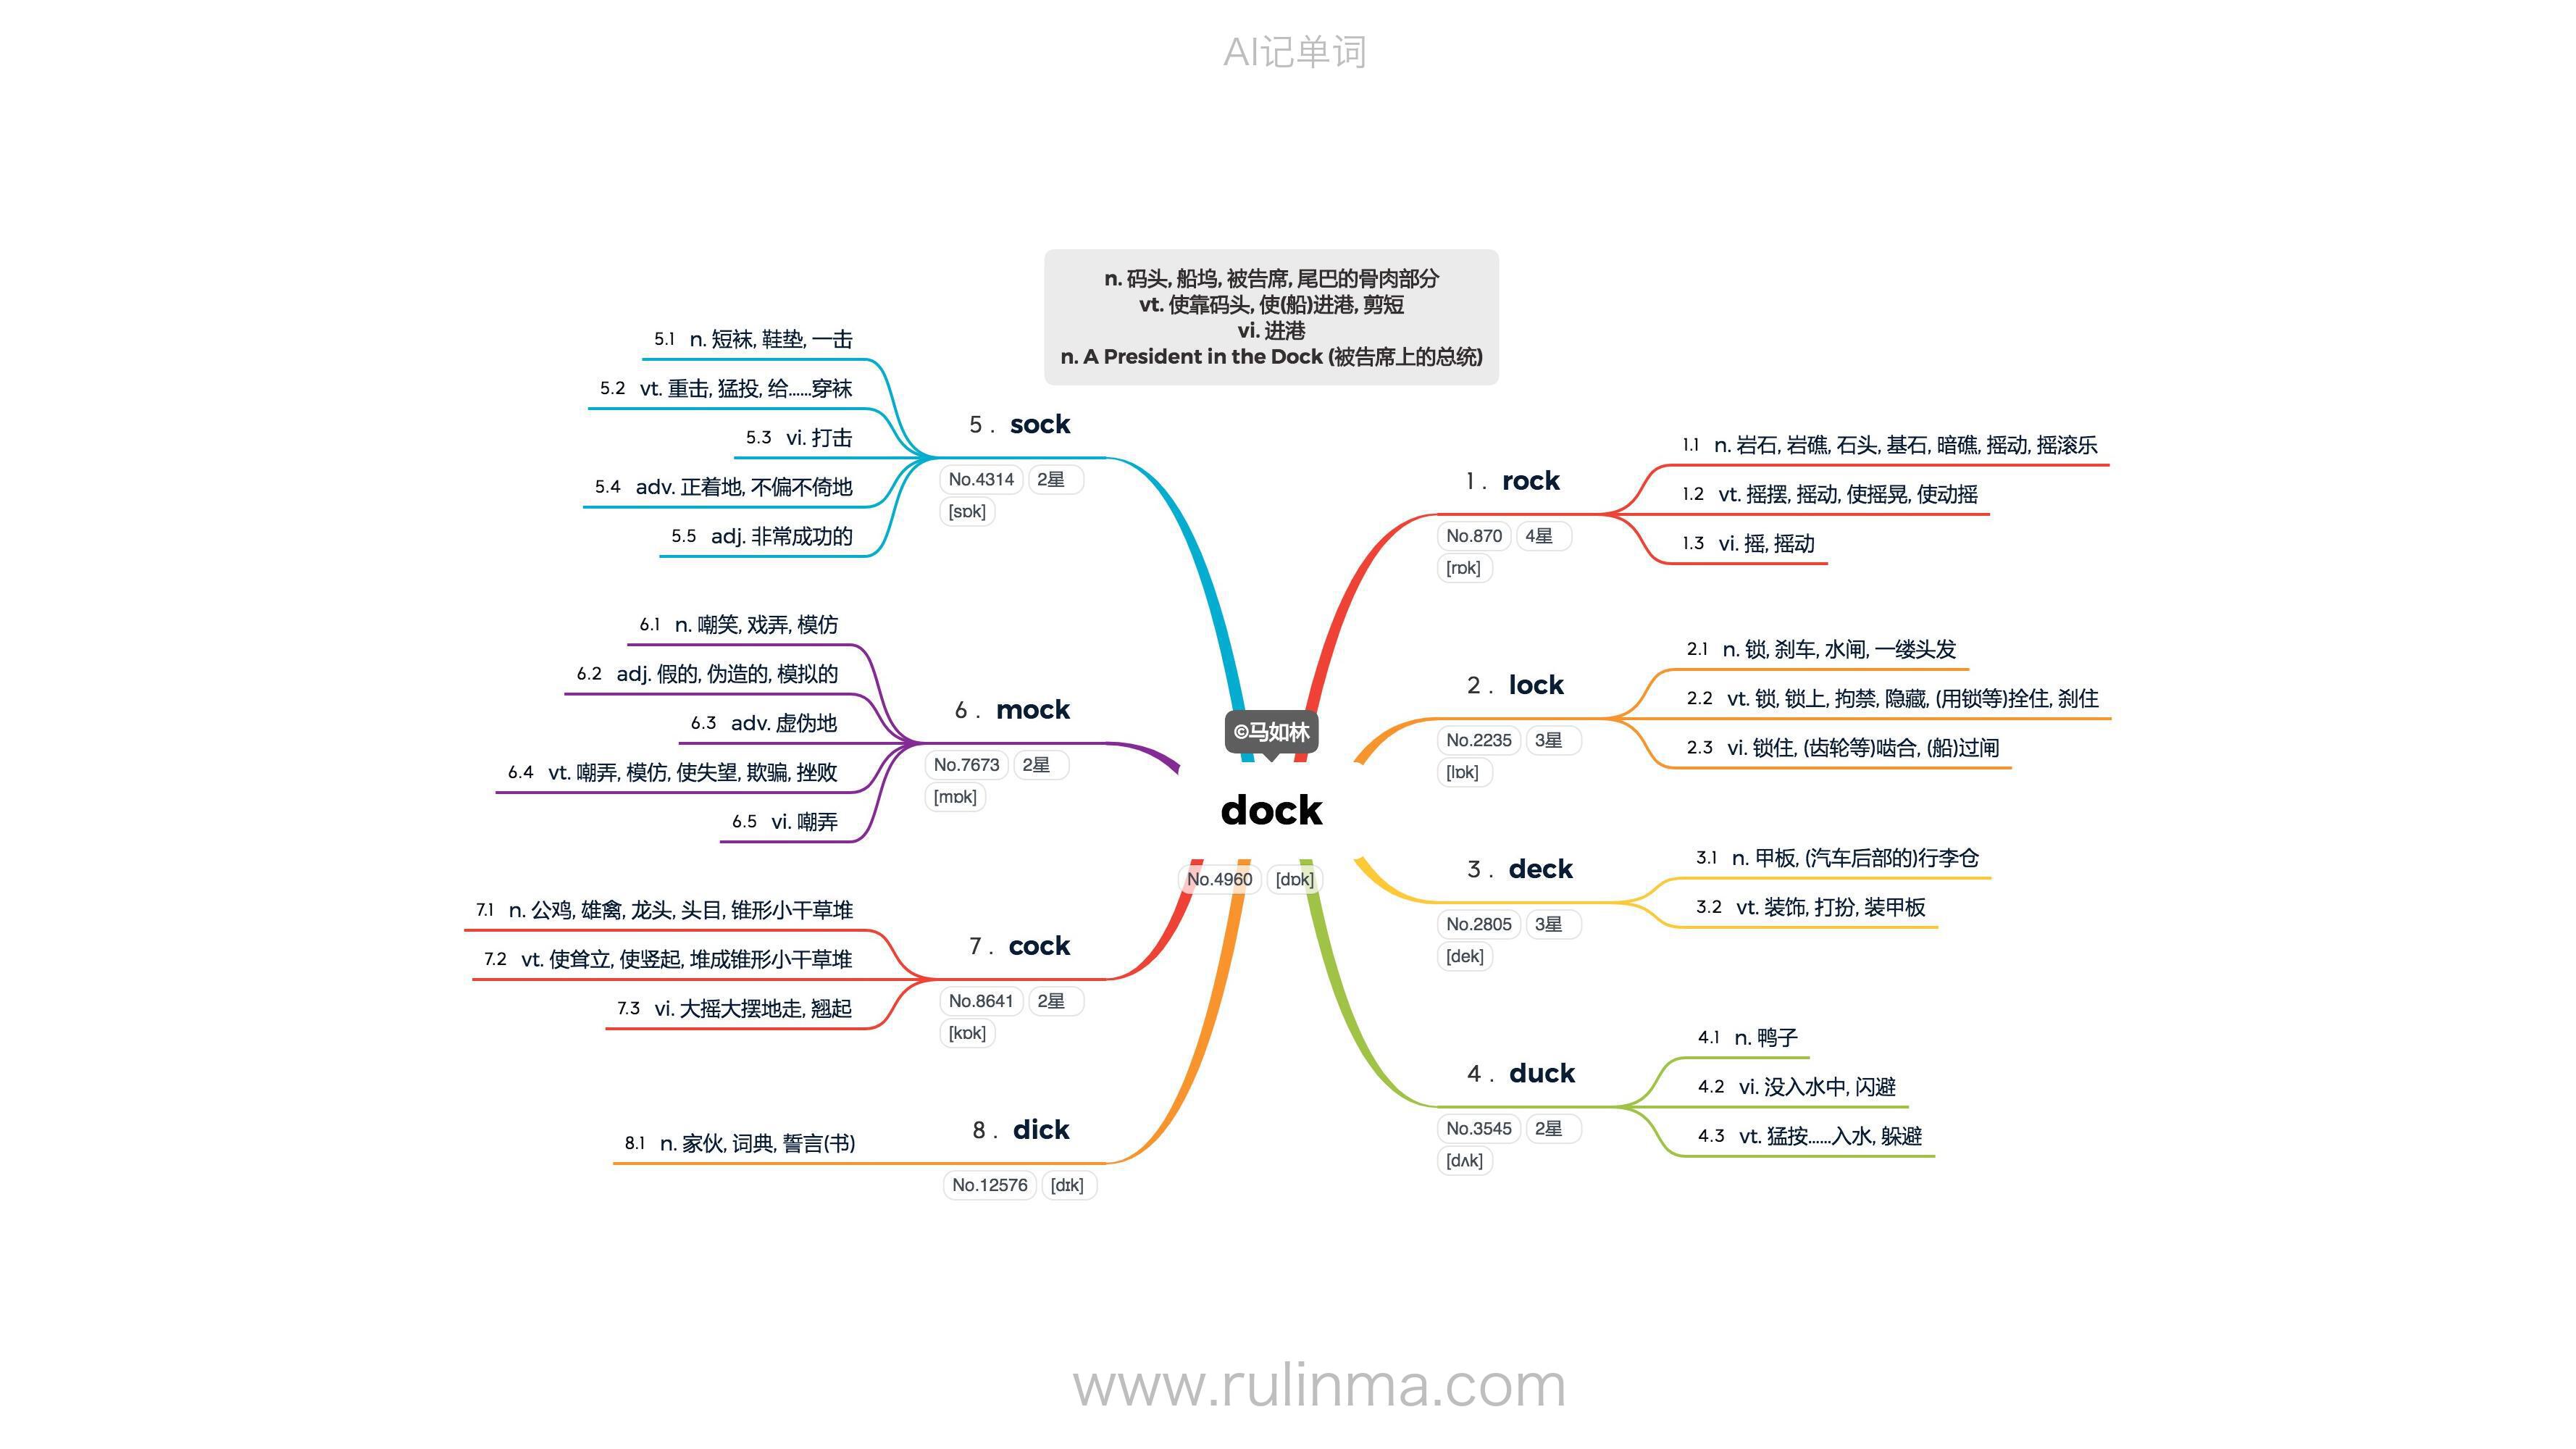 AI记单词
n. 码头, 船坞, 被告席, 尾巴的骨肉部分
vt. 使靠码头, 使(船)进港, 剪短
vi. 进港
n. A President in the Dock (被告席上的总统)
©马如林
dock
No.4960 [dɒk]
1. rock
No.870 4星
[rɒk]
1.1 n. 岩石, 岩礁, 石头, 基石, 暗礁, 摇动, 摇滚乐
1.2 vt. 摇摆, 摇动, 使摇晃, 使动摇
1.3 vi. 摇, 摇动
2. lock
No.2235 3星
[lɒk]
2.1 n. 锁, 刹车, 水闸, 一缕头发
2.2 vt. 锁, 锁上, 拘禁, 隐藏, (用锁等)拴住, 刹住
2.3 vi. 锁住, (齿轮等)啮合, (船)过闸
3. deck
No.2805 3星
[dek]
3.1 n. 甲板, (汽车后部的)行李仓
3.2 vt. 装饰, 打扮, 装甲板
4. duck
No.3545 2星
[dʌk]
4.1 n. 鸭子
4.2 vi. 没入水中, 闪避
4.3 vt. 猛按......入水, 躲避
5. sock
No.4314 2星
[sɒk]
5.1 n. 短袜, 鞋垫, 一击
5.2 vt. 重击, 猛投, 给......穿袜
5.3 vi. 打击
5.4 adv. 正着地, 不偏不倚地
5.5 adj. 非常成功的
6. mock
No.7673 2星
[mɒk]
6.1 n. 嘲笑, 戏弄, 模仿
6.2 adj. 假的, 伪造的, 模拟的
6.3 adv. 虚伪地
6.4 vt. 嘲弄, 模仿, 使失望, 欺骗, 挫败
6.5 vi. 嘲弄
7. cock
No.8641 2星
[kɒk]
7.1 n. 公鸡, 雄禽, 龙头, 头目, 锥形小干草堆
7.2 vt. 使耸立, 使竖起, 堆成锥形小干草堆
7.3 vi. 大摇大摆地走, 翘起
8. dick
No.12576 [dɪk]
8.1 n. 家伙, 词典, 誓言(书)
www.rulinma.com